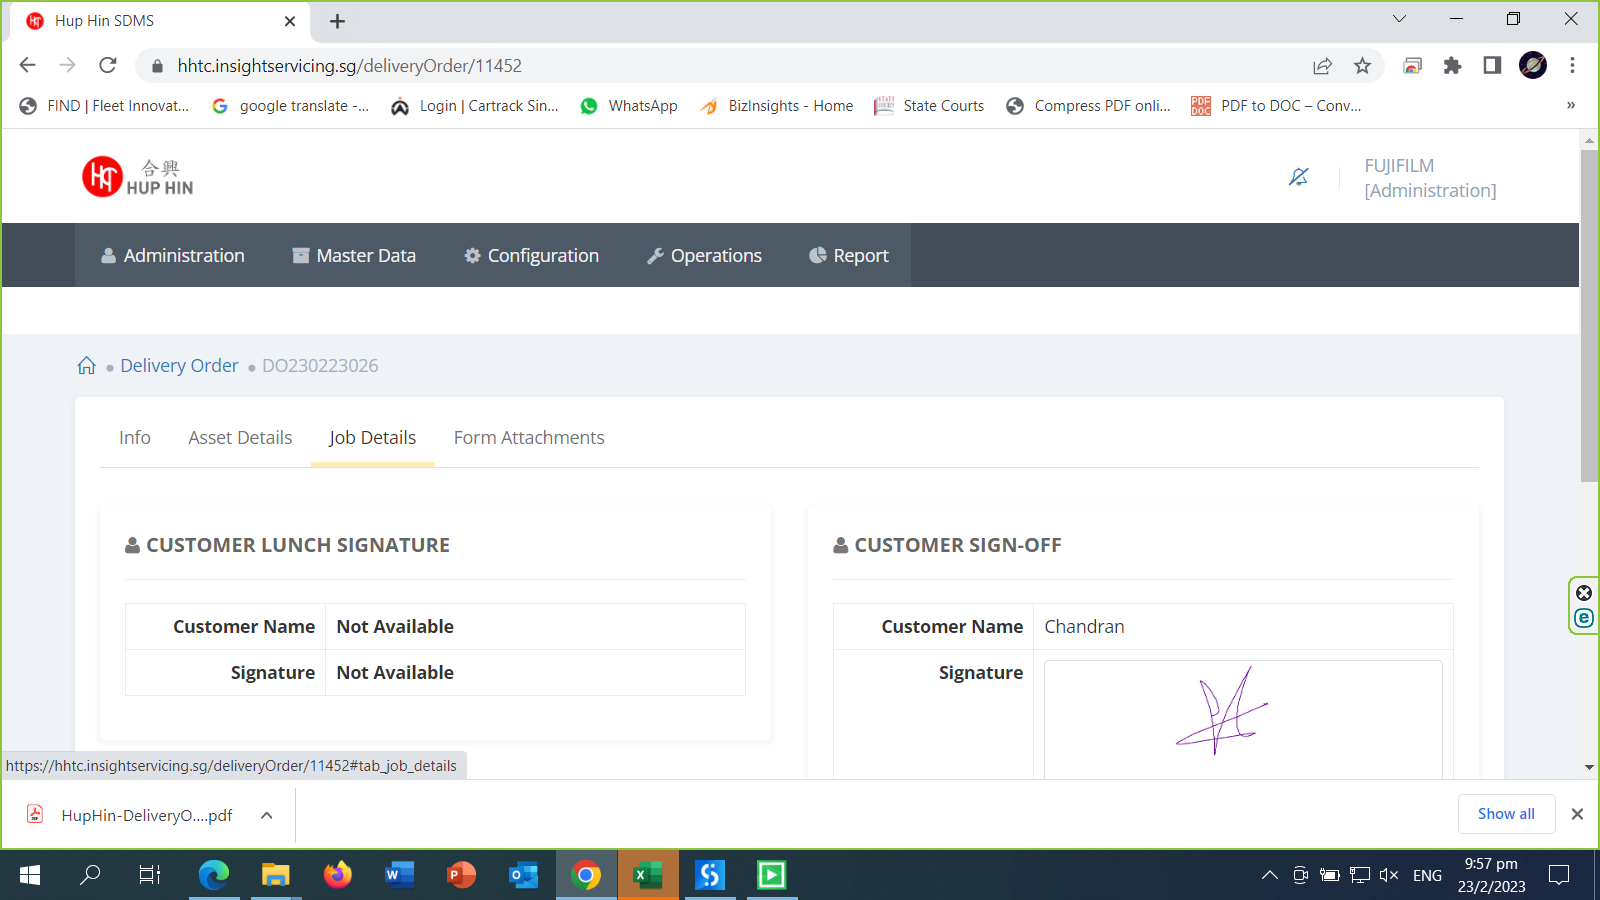 Hup Hin SDMS
hhtc.insightservicing.sg/deliveryOrder/11452
FIND | Fleet Innovat... google translate -... Login | Cartrack Sin... WhatsApp BizInsights - Home State Courts Compress PDF onli... PDF to DOC – Conv... »
合興
HUP HIN
FUJIFILM
[Administration]
Administration Master Data Configuration Operations Report
Delivery Order DO230223026
Info Asset Details Job Details Form Attachments
CUSTOMER LUNCH SIGNATURE
Customer Name Not Available
Signature Not Available
CUSTOMER SIGN-OFF
Customer Name Chandran
Signature
https://hhtc.insightservicing.sg/deliveryOrder/11452#tab_job_details
HupHin-DeliveryO....pdf Show all
ENG 9:57 pm
23/2/2023